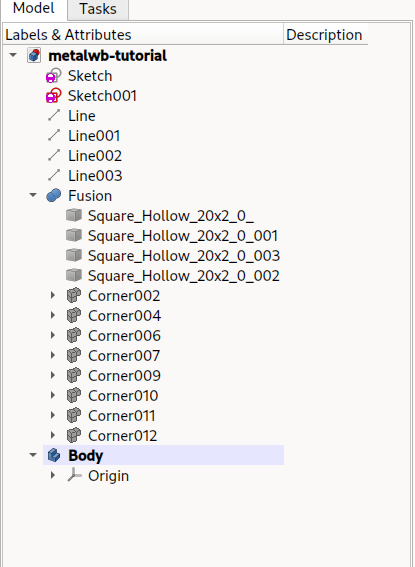 Model Tasks
Labels & Attributes Description
metalwb-tutorial
Sketch
Sketch001
Line
Line001
Line002
Line003
Fusion
Square_Hollow_20x2_0_
Square_Hollow_20x2_0_001
Square_Hollow_20x2_0_003
Square_Hollow_20x2_0_002
Corner002
Corner004
Corner006
Corner007
Corner009
Corner010
Corner011
Corner012
Body
Origin